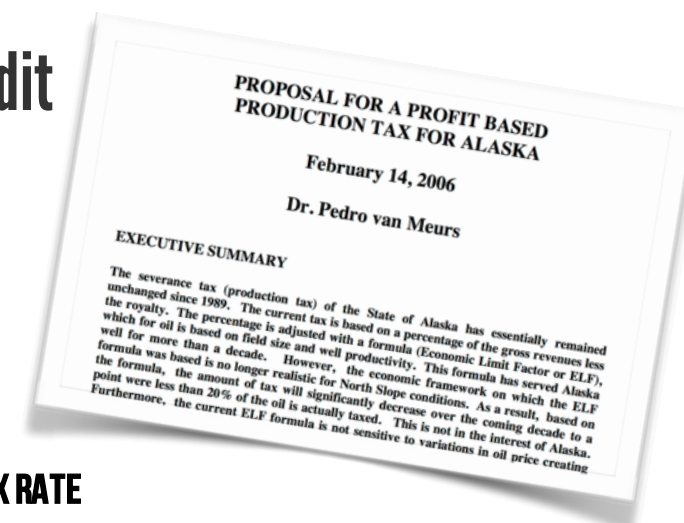 dit
PROPOSAL FOR A PROFIT BASED
PRODUCTION TAX FOR ALASKA
February 14, 2006
Dr. Pedro van Meurs
EXECUTIVE SUMMARY
The severance tax (production tax) of the State of Alaska has essentially remained
unchanged since 1989. The current tax is based on a percentage of the gross revenues less
the royalty. The percentage is adjusted with a formula (Economic Limit Factor or ELF),
which for oil is based on field size and well productivity. This formula has served Alaska
well for more than a decade. However, the economic framework on which the ELF
formula was based is no longer realistic for North Slope conditions. As a result, based on
the formula, the amount of tax will significantly decrease over the coming decade to a
point were less than 20% of the oil is actually taxed. This is not in the interest of Alaska.
Furthermore, the current ELF formula is not sensitive to variations in oil price creating
X RATE